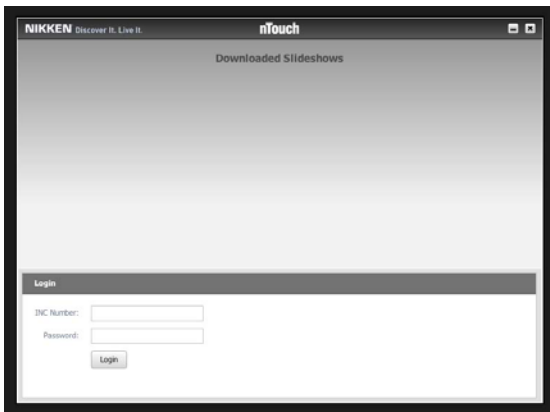 NIKKEN Discover It. Live It. nTouch
Downloaded Slideshows
Login
INC Number:
Password:
Login